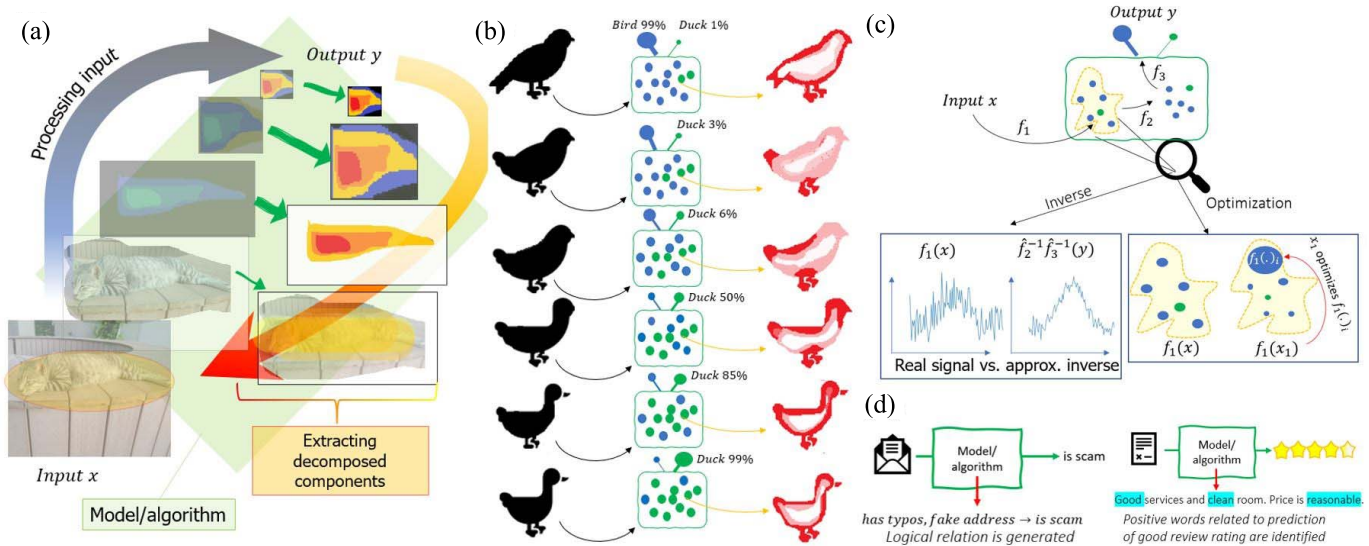 (a)
Processing input
Output y
Input x
Model/algorithm
Extracting
decomposed
components
(b)
Bird 99%
Duck 1%
Duck 3%
Duck 6%
Duck 50%
Duck 85%
Duck 99%
(c)
Output y
f₃
f₂
Input x
f₁
Inverse
Optimization
f₁(x)
f̂₂⁻¹f̂₃⁻¹(y)
Real signal vs. approx. inverse
f₁(.)ᵢ
x₁ optimizes f₁(.)ᵢ
f₁(x)
f₁(x₁)
(d)
Model/
algorithm
is scam
has typos, fake address → is scam
Logical relation is generated
Model/
algorithm
Good services and clean room. Price is reasonable.
Positive words related to prediction
of good review rating are identified